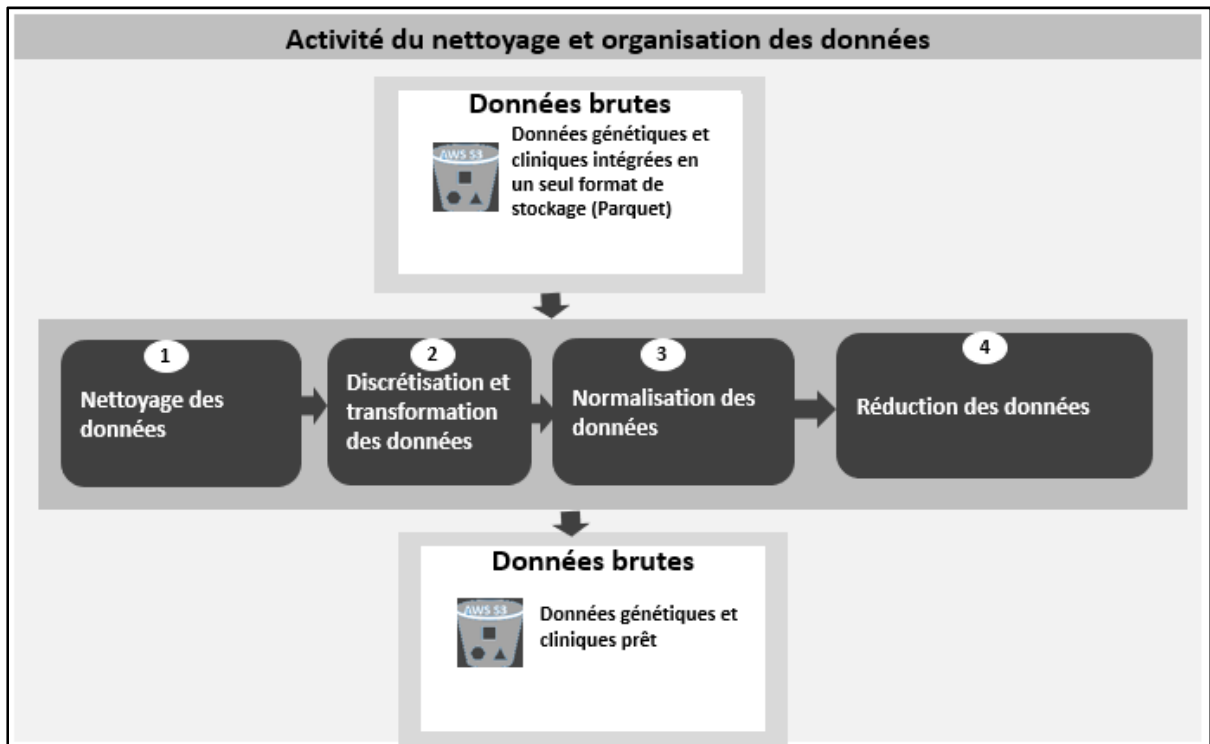 Activité du nettoyage et organisation des données
Données brutes
AWS S3
Données génétiques et
cliniques intégrées en
un seul format de
stockage (Parquet)
1
Nettoyage des
données
2
Discrétisation et
transformation
des données
3
Normalisation des
données
4
Réduction des données
Données brutes
AWS S3
Données génétiques et
cliniques prêt